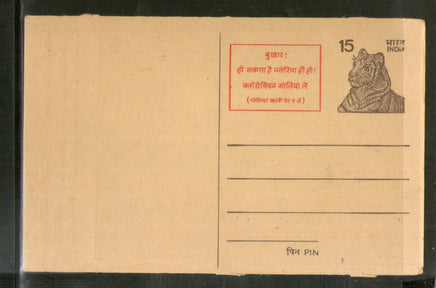 बुखार !
हो सकता है मलेरिया ही हो !
क्लोरोक्विन गोलियां लें
( गोलियां खाली पेट न लें )
15 भारत
INDIA
पिन PIN